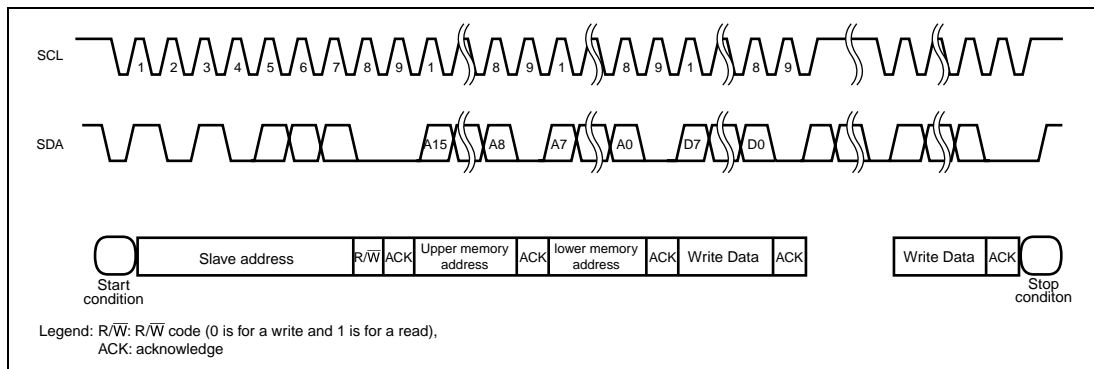 SCL
1 2 3 4 5 6 7 8 9 1 8 9 1 8 9 1 8 9
SDA
A15 A8 A7 A0 D7 D0
Slave address R/W̅ ACK Upper memory address ACK lower memory address ACK Write Data ACK Write Data ACK
Start condition
Stop conditon
Legend: R/W̅: R/W̅ code (0 is for a write and 1 is for a read),
ACK: acknowledge